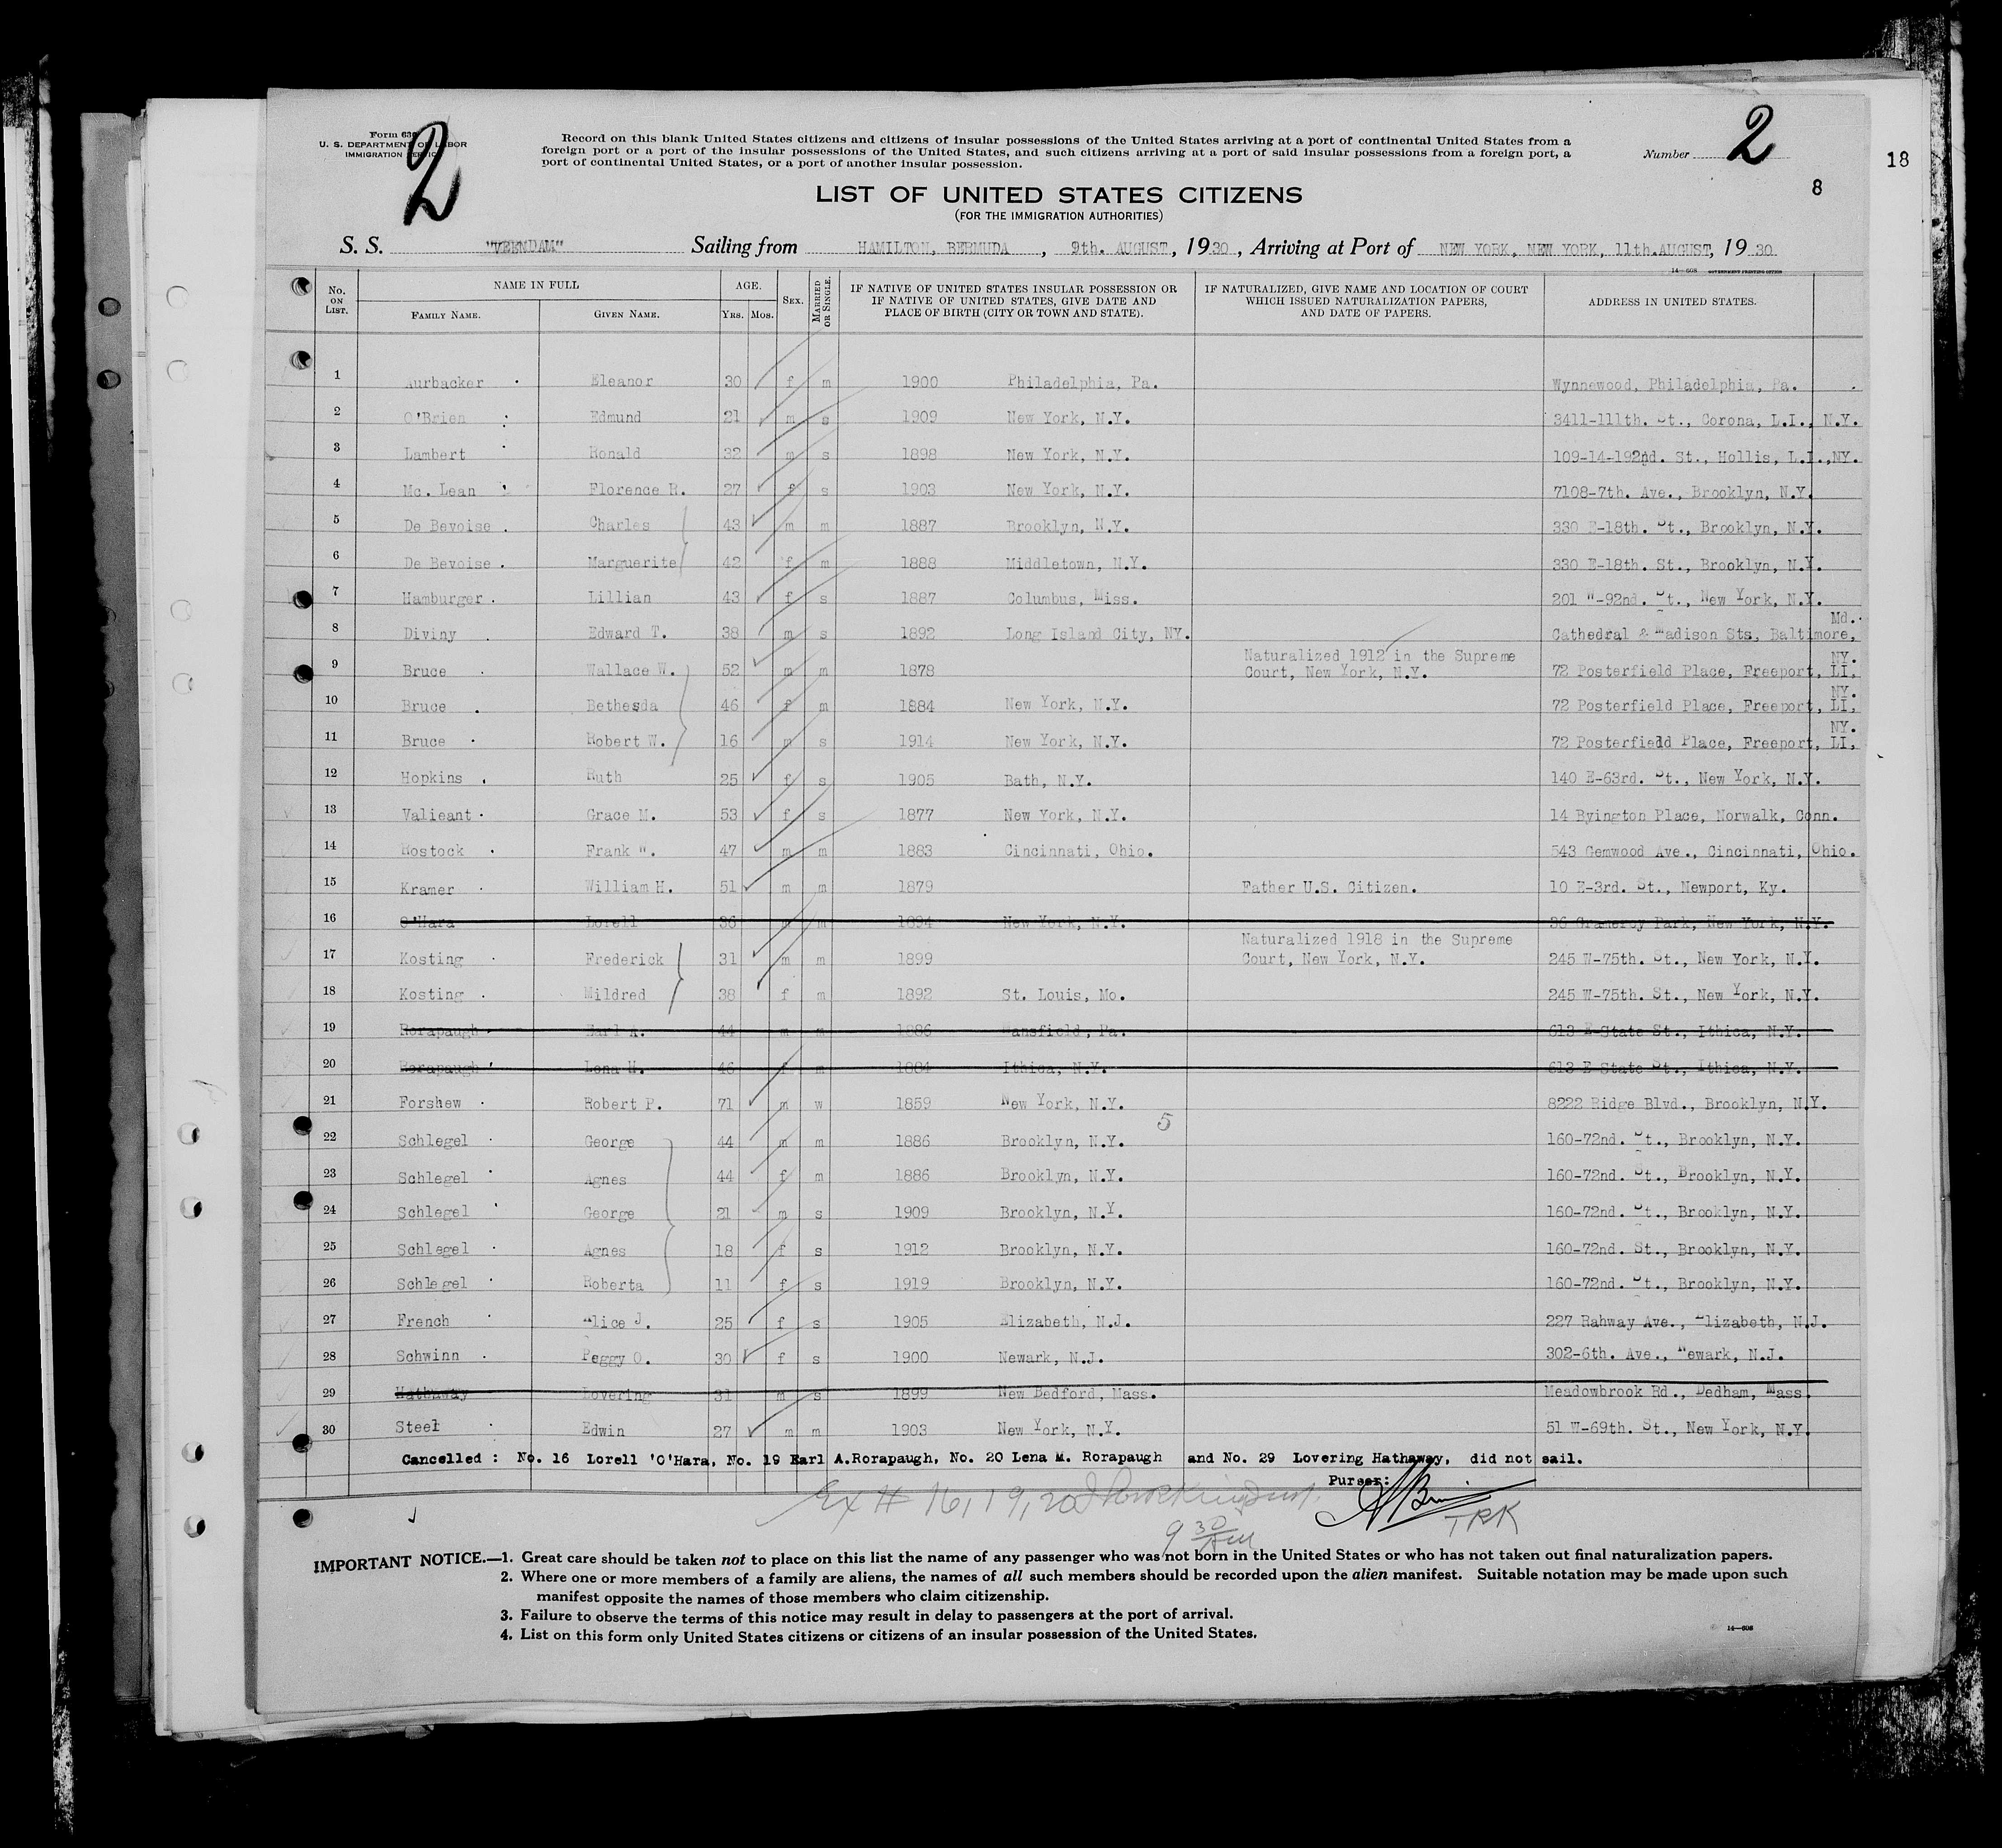 Form 630
U. S. DEPARTMENT OF LABOR
IMMIGRATION SERVICE
2
Record on this blank United States citizens and citizens of insular possessions of the United States arriving at a port of continental United States from a
foreign port or a port of the insular possessions of the United States, and such citizens arriving at a port of said insular possessions from a foreign port, a
port of continental United States, or a port of another insular possession.
Number 2
18
8
LIST OF UNITED STATES CITIZENS
(FOR THE IMMIGRATION AUTHORITIES)
S. S. "VEENDAM" Sailing from HAMILTON, BERMUDA, 9th. AUGUST, 1930, Arriving at Port of NEW YORK, NEW YORK, 11th.AUGUST, 1930
14—608 GOVERNMENT PRINTING OFFICE
No. ON LIST. NAME IN FULL FAMILY NAME. GIVEN NAME. AGE. YRS. MOS. SEX. MARRIED OR SINGLE. IF NATIVE OF UNITED STATES INSULAR POSSESSION OR IF NATIVE OF UNITED STATES, GIVE DATE AND PLACE OF BIRTH (CITY OR TOWN AND STATE). IF NATURALIZED, GIVE NAME AND LOCATION OF COURT WHICH ISSUED NATURALIZATION PAPERS, AND DATE OF PAPERS. ADDRESS IN UNITED STATES.
1 Aurbacker Eleanor 30 f m 1900 Philadelphia, Pa. Wynnewood, Philadelphia, Pa.
2 O'Brien Edmund 21 m s 1909 New York, N.Y. 3411-111th. St., Corona, L.I., N.Y.
3 Lambert Ronald 32 m s 1898 New York, N.Y. 109-14-192nd. St., Hollis, L.I.,NY.
4 Mc. Lean Florence R. 27 f s 1903 New York, N.Y. 7108-7th. Ave., Brooklyn, N.Y.
5 De Bevoise Charles 43 m m 1887 Brooklyn, N.Y. 330 E-18th. St., Brooklyn, N.Y.
6 De Bevoise Marguerite 42 f m 1888 Middletown, N.Y. 330 E-18th. St., Brooklyn, N.Y.
7 Hamburger Lillian 43 f s 1887 Columbus, Miss. 201 W-92nd. St., New York, N.Y.
8 Diviny Edward T. 38 m s 1892 Long Island City, NY. Cathedral & Madison Sts, Baltimore, Md.
9 Bruce Wallace W. 52 m m 1878 Naturalized 1912 in the Supreme Court, New York, N.Y. 72 Posterfield Place, Freeport, LI, NY.
10 Bruce Bethesda 46 f m 1884 New York, N.Y. 72 Posterfield Place, Freeport, LI, NY.
11 Bruce Robert W. 16 m s 1914 New York, N.Y. 72 Posterfield Place, Freeport, LI, NY.
12 Hopkins Ruth 25 f s 1905 Bath, N.Y. 140 E-63rd. St., New York, N.Y.
13 Valieant Grace M. 53 f s 1877 New York, N.Y. 14 Byington Place, Norwalk, Conn.
14 Rostock Frank W. 47 m m 1883 Cincinnati, Ohio. 543 Gemwood Ave., Cincinnati, Ohio.
15 Kramer William H. 51 m m 1879 Father U.S. Citizen. 10 E-3rd. St., Newport, Ky.
16 O'Hara Lorell 36 m m 1894 New York, N.Y. 36 Gramercy Park, New York, N.Y.
17 Kosting Frederick 31 m m 1899 Naturalized 1918 in the Supreme Court, New York, N.Y. 245 W-75th. St., New York, N.Y.
18 Kosting Mildred 38 f m 1892 St. Louis, Mo. 245 W-75th. St., New York, N.Y.
19 Rorapaugh Earl A. 44 m m 1886 Mansfield, Pa. 613 E-State St., Ithica, N.Y.
20 Rorapaugh Lena M. 46 f m 1884 Ithica, N.Y. 613 E State St., Ithica, N.Y.
21 Forshew Robert P. 71 m w 1859 New York, N.Y. 8222 Ridge Blvd., Brooklyn, N.Y.
5
22 Schlegel George 44 m m 1886 Brooklyn, N.Y. 160-72nd. St., Brooklyn, N.Y.
23 Schlegel Agnes 44 f m 1886 Brooklyn, N.Y. 160-72nd. St., Brooklyn, N.Y.
24 Schlegel George 21 m s 1909 Brooklyn, N.Y. 160-72nd. St., Brooklyn, N.Y.
25 Schlegel Agnes 18 f s 1912 Brooklyn, N.Y. 160-72nd. St., Brooklyn, N.Y.
26 Schlegel Roberta 11 f s 1919 Brooklyn, N.Y. 160-72nd. St., Brooklyn, N.Y.
27 French Alice J. 25 f s 1905 Elizabeth, N.J. 227 Rahway Ave., Elizabeth, N.J.
28 Schwinn Peggy O. 30 f s 1900 Newark, N.J. 302-6th. Ave., Newark, N.J.
29 Hathaway Lovering 31 m s 1899 New Bedford, Mass. Meadowbrook Rd., Dedham, Mass.
30 Steel Edwin 27 m m 1903 New York, N.Y. 51 W-69th. St., New York, N.Y.
Cancelled : No. 16 Lorell 'O'Hara, No. 19 Earl A.Rorapaugh, No. 20 Lena M. Rorapaugh and No. 29 Lovering Hathaway, did not sail.
Purser:
Ex # 16, 19, 20
TRK
9 30 AM
IMPORTANT NOTICE.—1. Great care should be taken not to place on this list the name of any passenger who was not born in the United States or who has not taken out final naturalization papers.
2. Where one or more members of a family are aliens, the names of all such members should be recorded upon the alien manifest. Suitable notation may be made upon such
manifest opposite the names of those members who claim citizenship.
3. Failure to observe the terms of this notice may result in delay to passengers at the port of arrival.
4. List on this form only United States citizens or citizens of an insular possession of the United States.
14—608